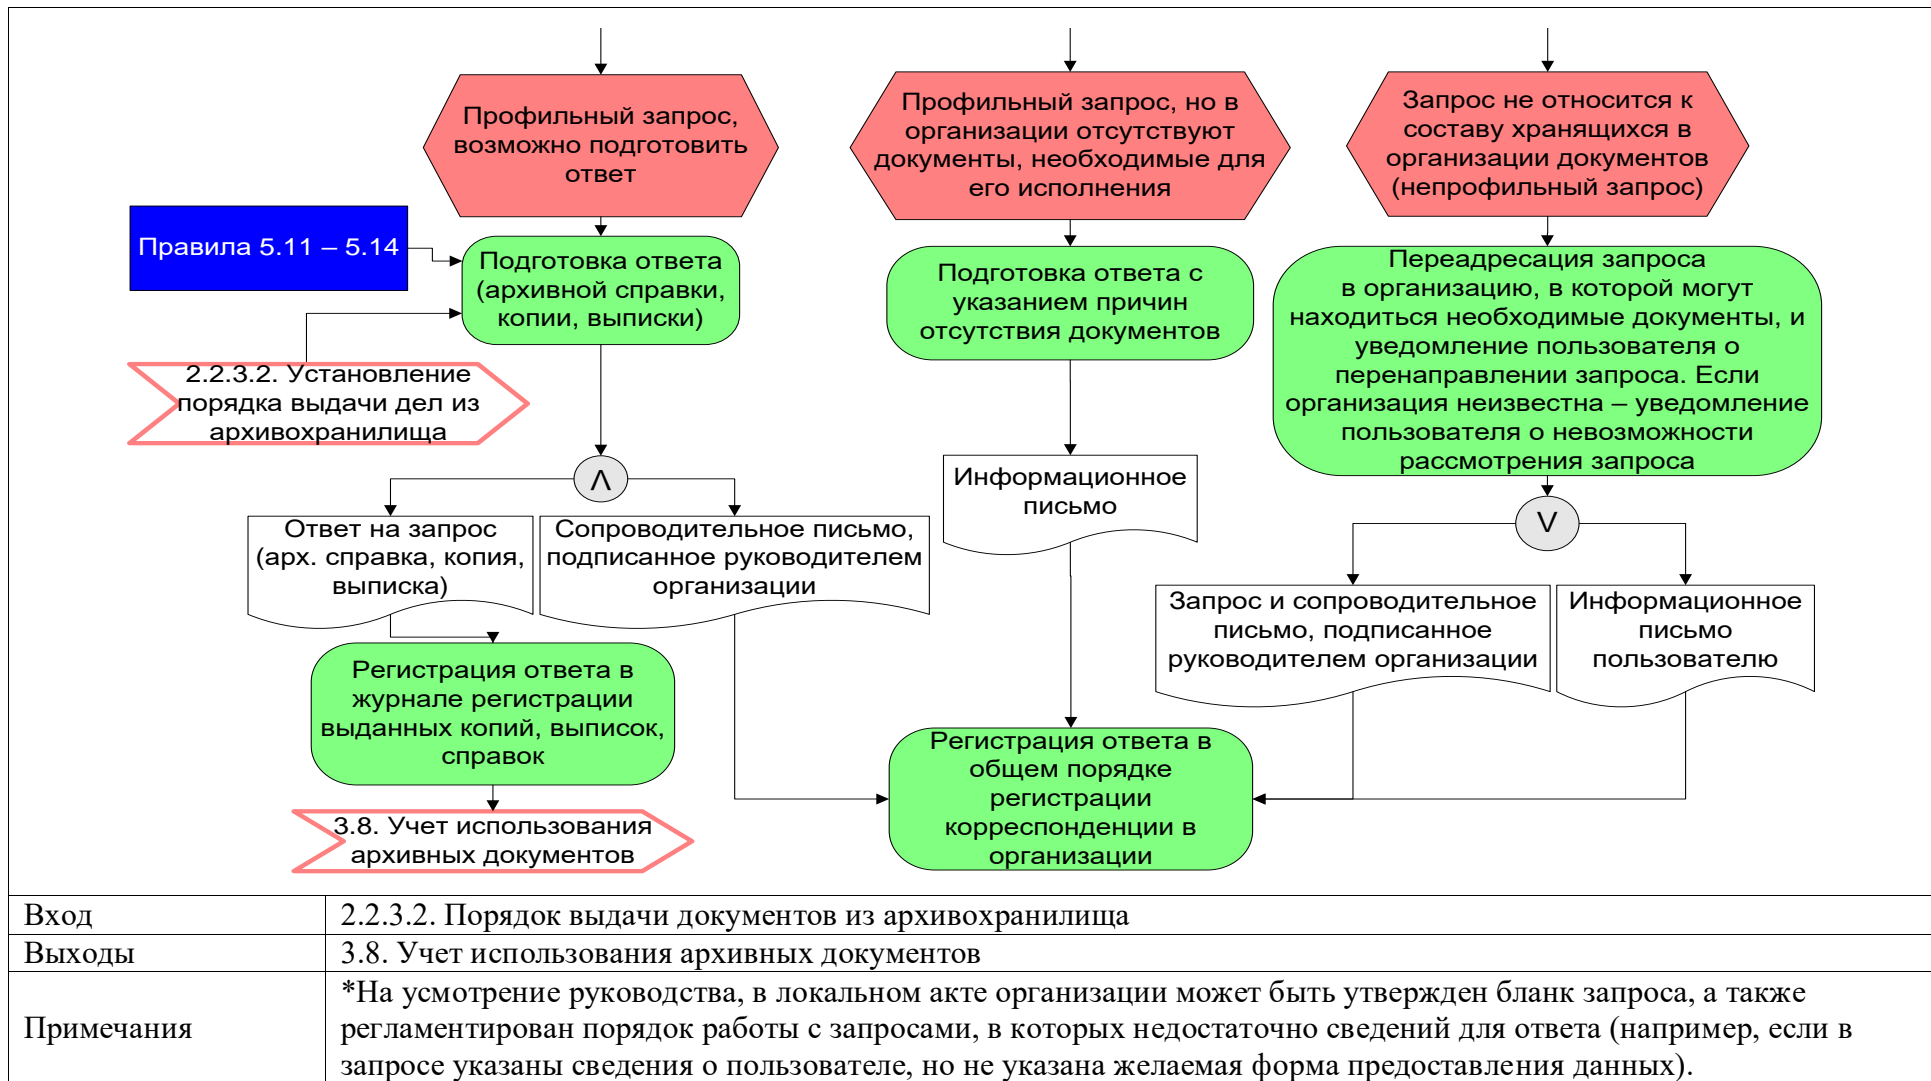 Профильный запрос,
возможно подготовить
ответ
Профильный запрос, но в
организации отсутствуют
документы, необходимые для
его исполнения
Запрос не относится к
составу хранящихся в
организации документов
(непрофильный запрос)
Правила 5.11 – 5.14
Подготовка ответа
(архивной справки,
копии, выписки)
Подготовка ответа с
указанием причин
отсутствия документов
Переадресация запроса
в организацию, в которой могут
находиться необходимые документы, и
уведомление пользователя о
перенаправлении запроса. Если
организация неизвестна – уведомление
пользователя о невозможности
рассмотрения запроса
2.2.3.2. Установление
порядка выдачи дел из
архивохранилища
Λ
V
Ответ на запрос
(арх. справка, копия,
выписка)
Сопроводительное письмо,
подписанное руководителем
организации
Информационное
письмо
Запрос и сопроводительное
письмо, подписанное
руководителем организации
Информационное
письмо
пользователю
Регистрация ответа в
журнале регистрации
выданных копий, выписок,
справок
Регистрация ответа в
общем порядке
регистрации
корреспонденции в
организации
3.8. Учет использования
архивных документов
Вход
2.2.3.2. Порядок выдачи документов из архивохранилища
Выходы
3.8. Учет использования архивных документов
Примечания
*На усмотрение руководства, в локальном акте организации может быть утвержден бланк запроса, а также
регламентирован порядок работы с запросами, в которых недостаточно сведений для ответа (например, если в
запросе указаны сведения о пользователе, но не указана желаемая форма предоставления данных).